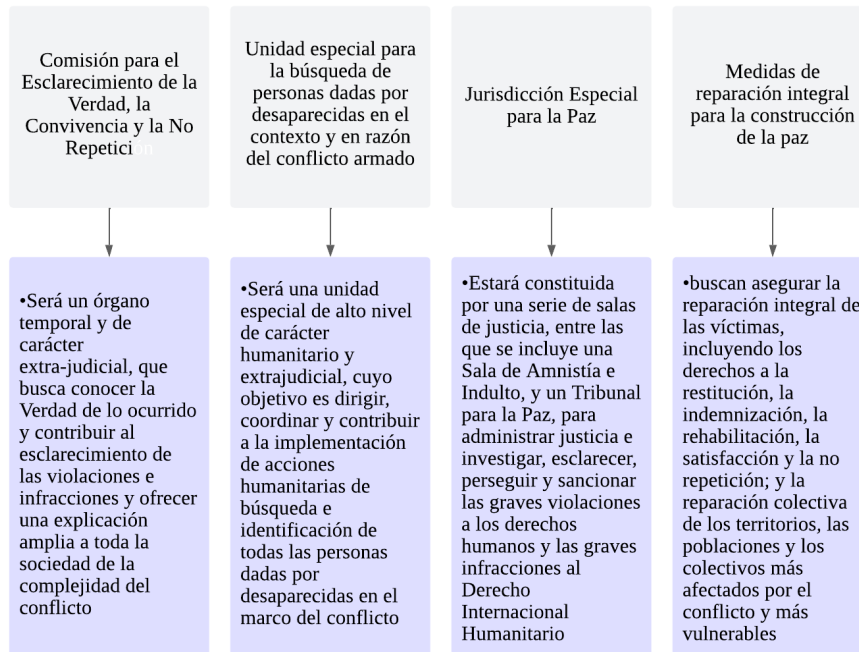 Comisión para el
Esclarecimiento de la
Verdad, la
Convivencia y la No
Repetición
Unidad especial para
la búsqueda de
personas dadas por
desaparecidas en el
contexto y en razón
del conflicto armado
Jurisdicción Especial
para la Paz
Medidas de
reparación integral
para la construcción
de la paz
•Será un órgano
temporal y de
carácter
extra-judicial, que
busca conocer la
Verdad de lo ocurrido
y contribuir al
esclarecimiento de
las violaciones e
infracciones y ofrecer
una explicación
amplia a toda la
sociedad de la
complejidad del
conflicto
•Será una unidad
especial de alto nivel
de carácter
humanitario y
extrajudicial, cuyo
objetivo es dirigir,
coordinar y contribuir
a la implementación
de acciones
humanitarias de
búsqueda e
identificación de
todas las personas
dadas por
desaparecidas en el
marco del conflicto
•Estará constituida
por una serie de salas
de justicia, entre las
que se incluye una
Sala de Amnistía e
Indulto, y un Tribunal
para la Paz, para
administrar justicia e
investigar, esclarecer,
perseguir y sancionar
las graves violaciones
a los derechos
humanos y las graves
infracciones al
Derecho
Internacional
Humanitario
•buscan asegurar la
reparación integral de
las víctimas,
incluyendo los
derechos a la
restitución, la
indemnización, la
rehabilitación, la
satisfacción y la no
repetición; y la
reparación colectiva
de los territorios, las
poblaciones y los
colectivos más
afectados por el
conflicto y más
vulnerables